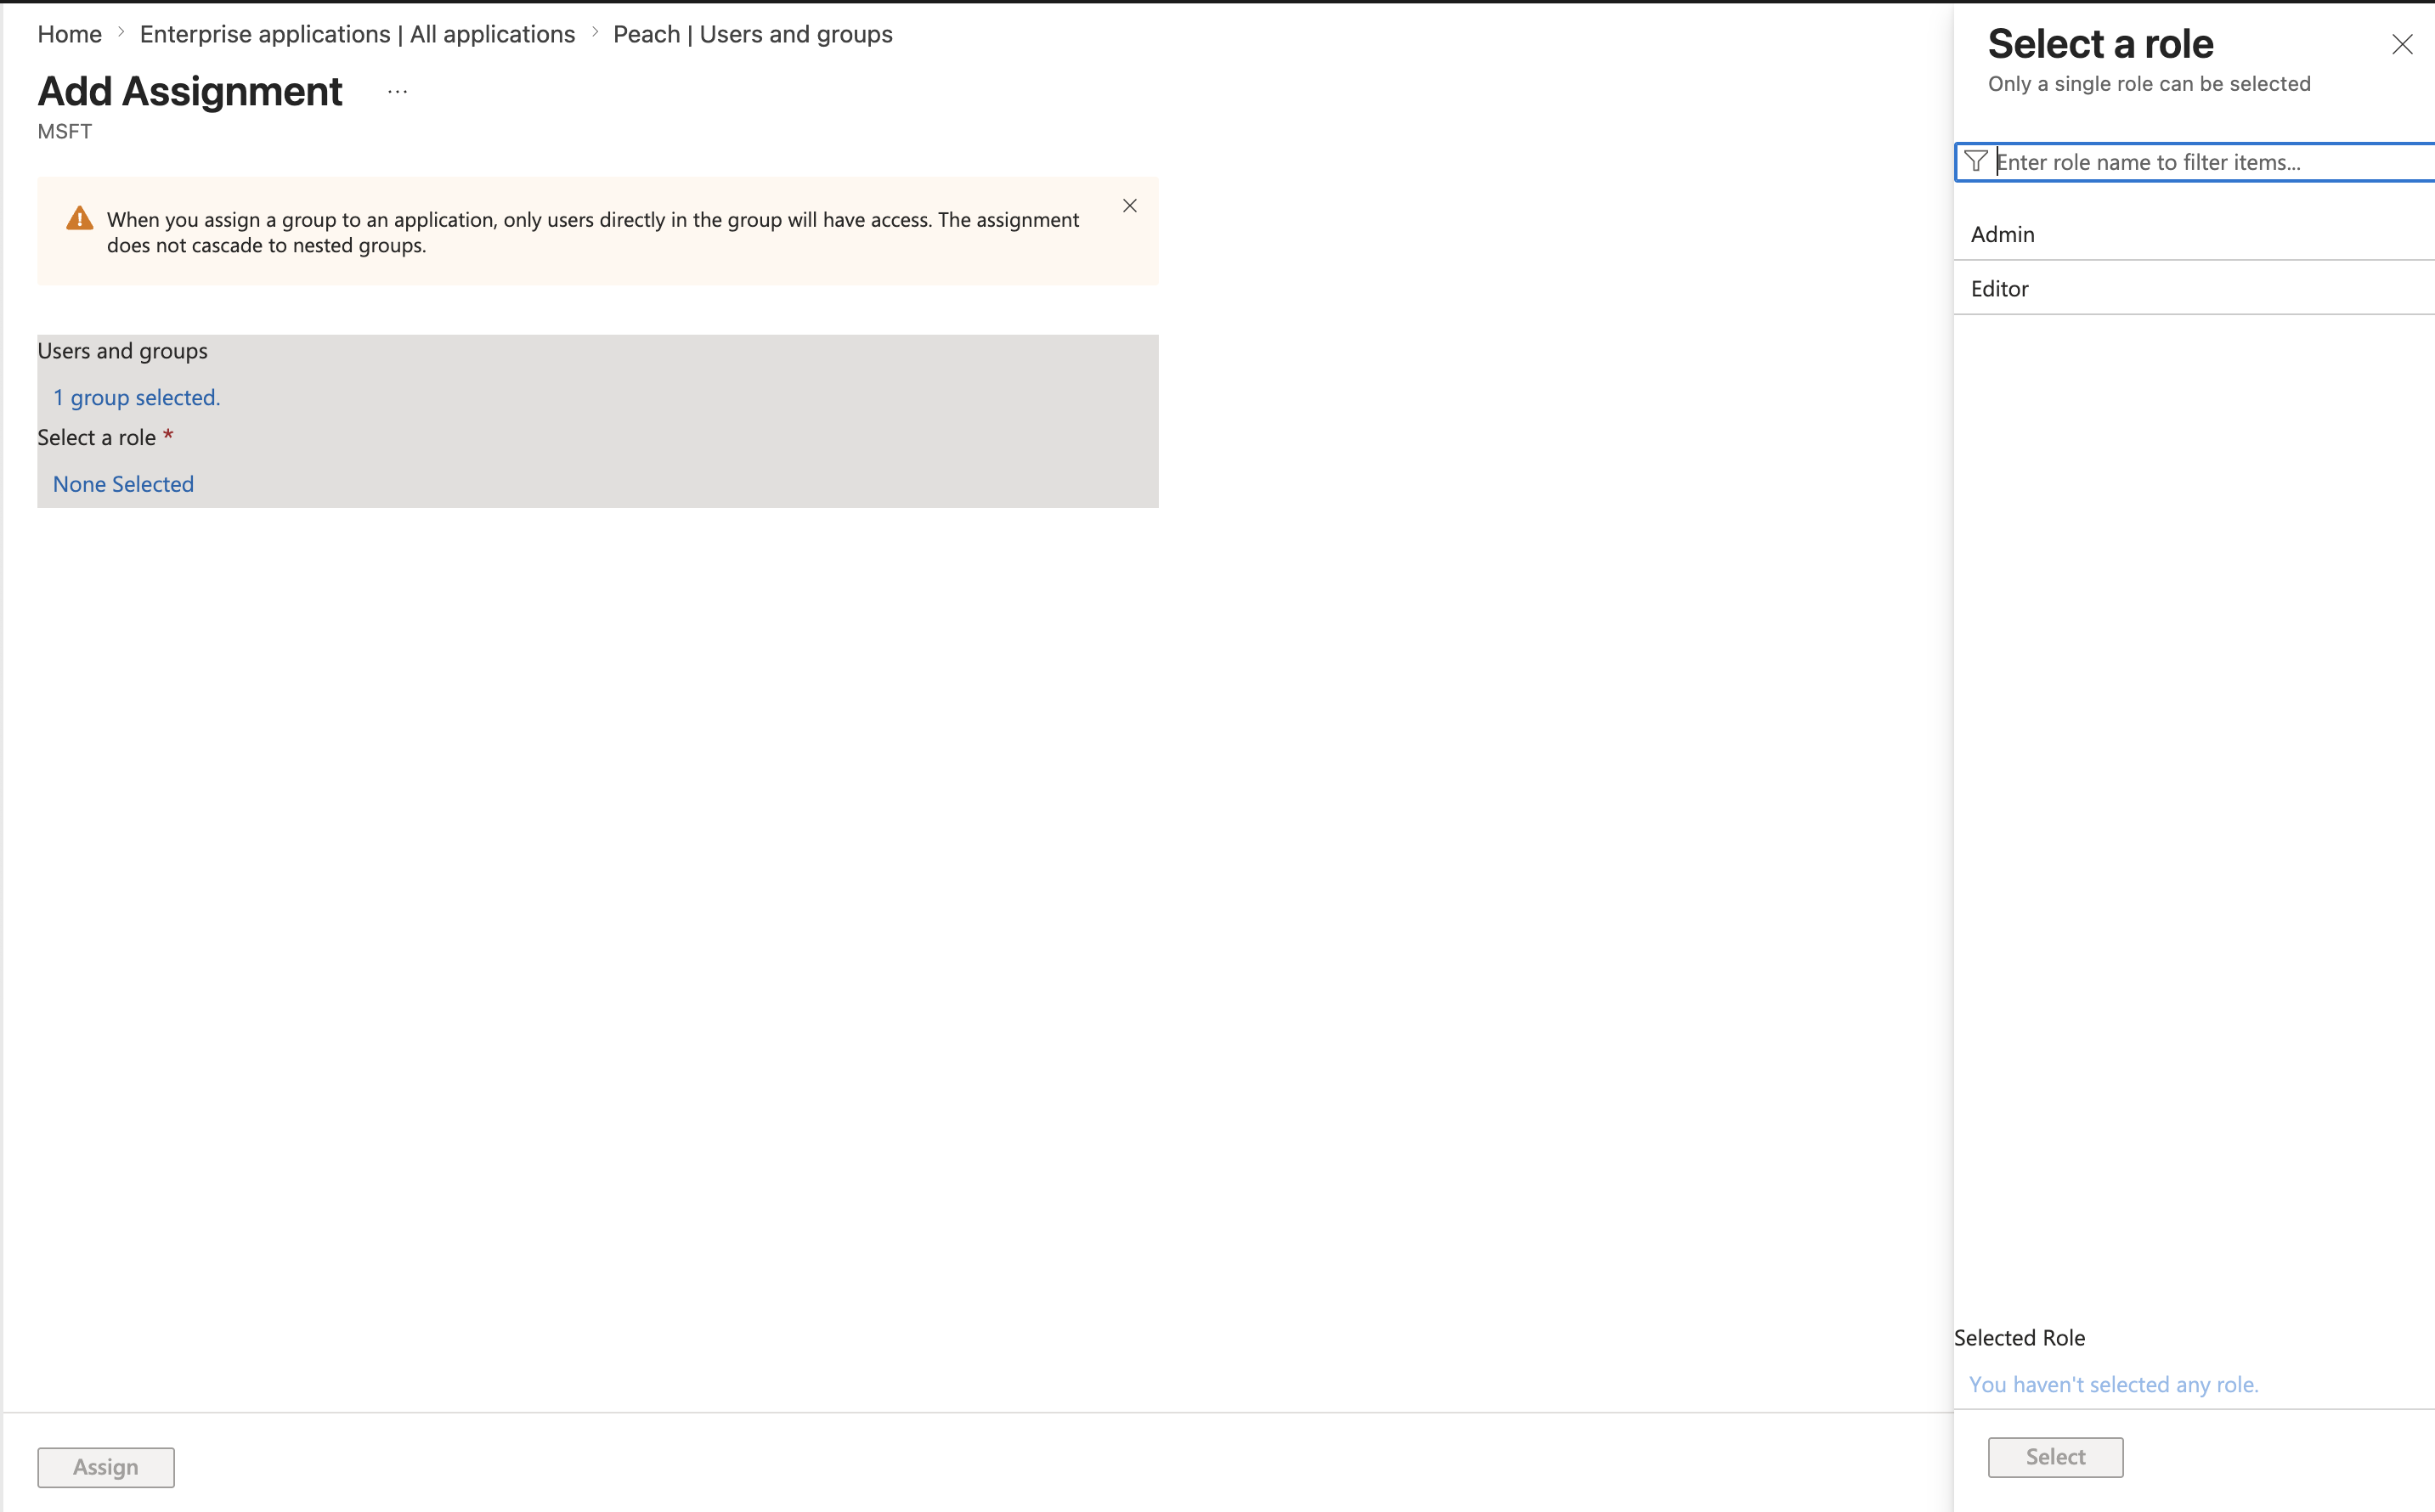 Home > Enterprise applications | All applications > Peach | Users and groups
Add Assignment ...
MSFT
When you assign a group to an application, only users directly in the group will have access. The assignment
does not cascade to nested groups.
Users and groups
1 group selected.
Select a role *
None Selected
Assign
Select a role
Only a single role can be selected
Enter role name to filter items...
Admin
Editor
Selected Role
You haven't selected any role.
Select